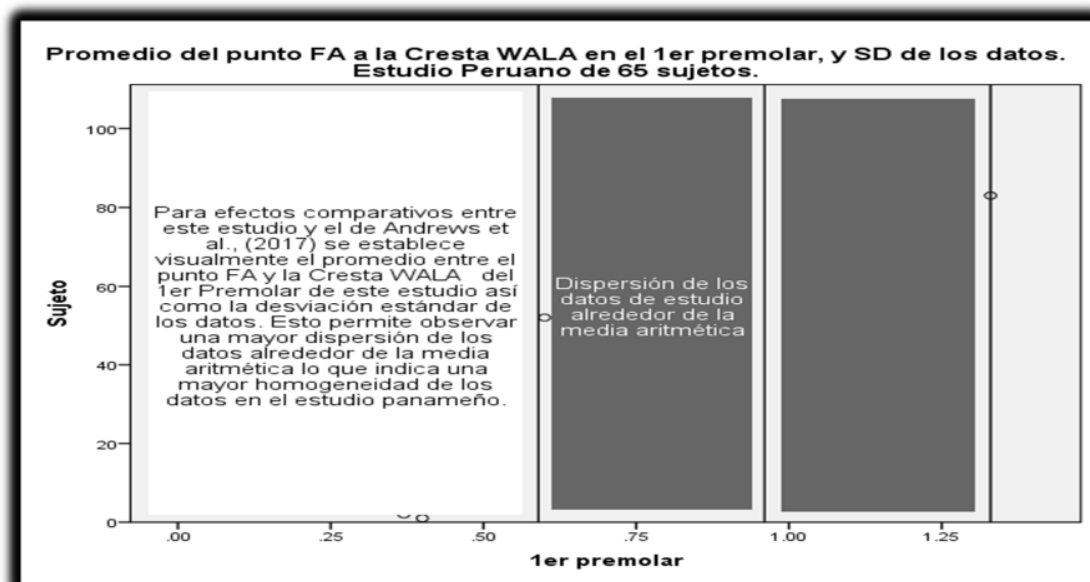 Promedio del punto FA a la Cresta WALA en el 1er premolar, y SD de los datos.
Estudio Peruano de 65 sujetos.
Sujeto
100
80
60
40
20
0
Para efectos comparativos entre
este estudio y el de Andrews et
al., (2017) se establece
visualmente el promedio entre el
punto FA y la Cresta WALA del
1er Premolar de este estudio así
como la desviación estándar de
los datos. Esto permite observar
una mayor dispersión de los
datos alrededor de la media
aritmética lo que indica una
mayor homogeneidad de los
datos en el estudio panameño.
Dispersión de los
datos de estudio
alrededor de la
media aritmética
.00 .25 .50 .75 1.00 1.25
1er premolar